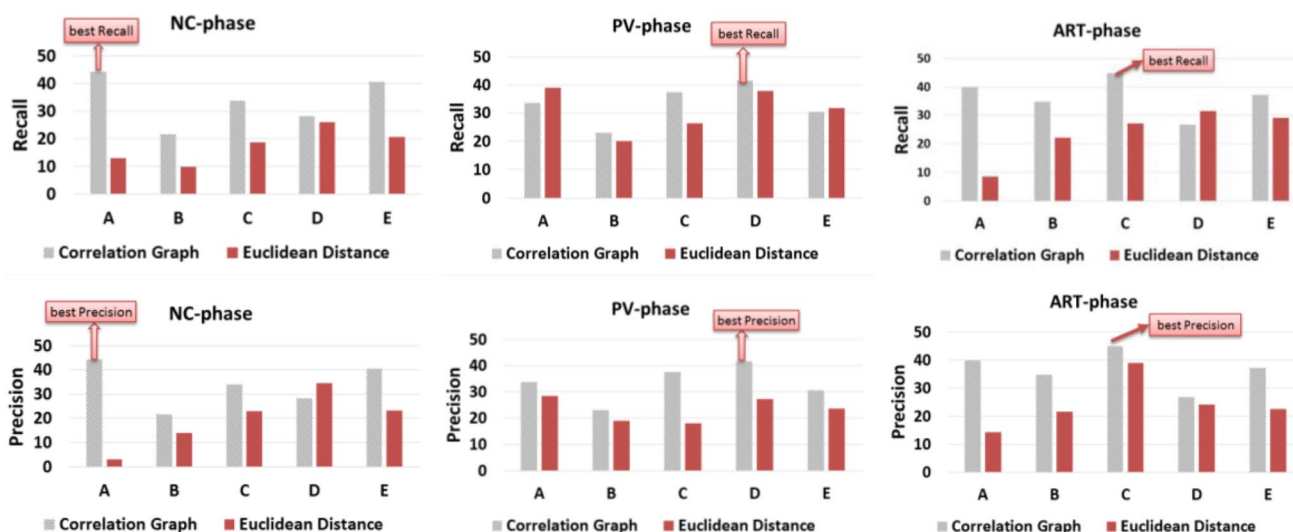 NC-phase
best Recall
Recall
50
40
30
20
10
0
A B C D E
Correlation Graph Euclidean Distance
PV-phase
best Recall
Recall
50
40
30
20
10
0
A B C D E
Correlation Graph Euclidean Distance
ART-phase
best Recall
Recall
50
40
30
20
10
0
A B C D E
Correlation Graph Euclidean Distance
NC-phase
best Precision
Precision
50
40
30
20
10
0
A B C D E
Correlation Graph Euclidean Distance
PV-phase
best Precision
Precision
50
40
30
20
10
0
A B C D E
Correlation Graph Euclidean Distance
ART-phase
best Precision
Precision
50
40
30
20
10
0
A B C D E
Correlation Graph Euclidean Distance